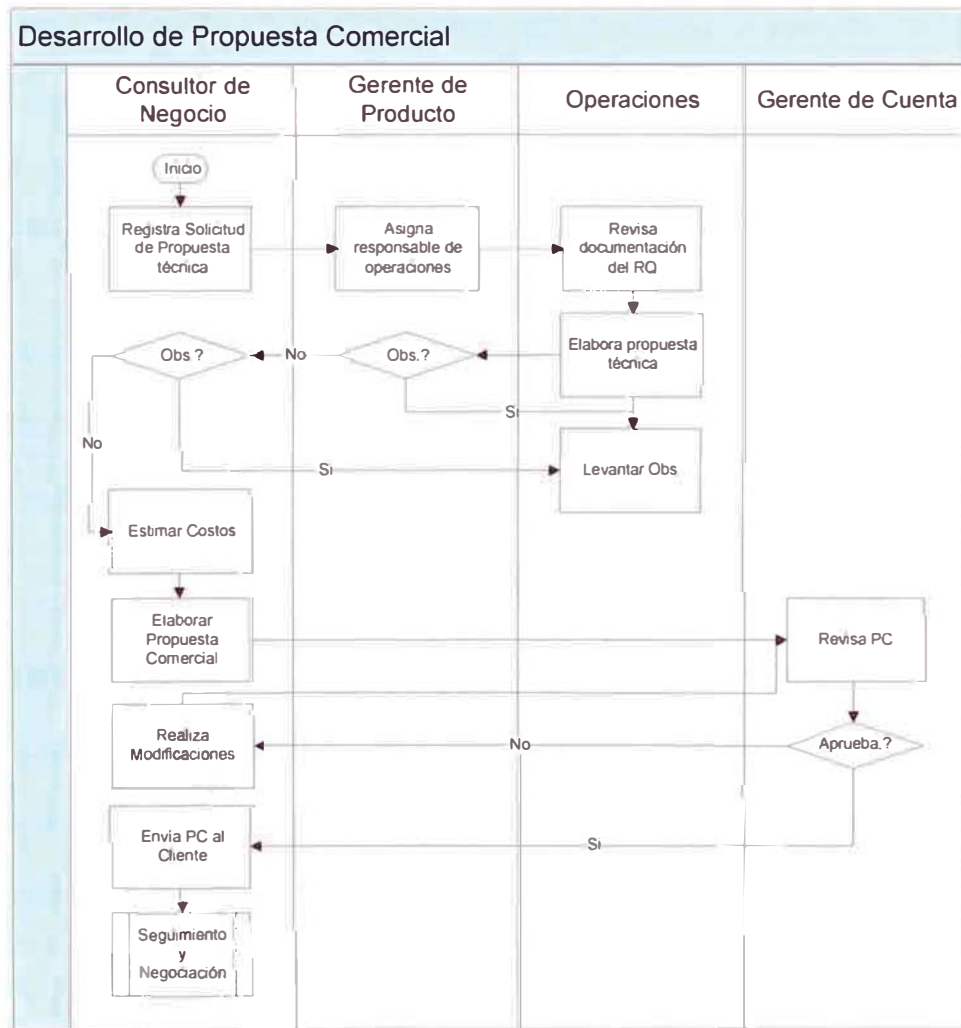 Desarrollo de Propuesta Comercial
Consultor de
Negocio
Gerente de
Producto
Operaciones
Gerente de Cuenta
Inicio
Registra Solicitud
de Propuesta
técnica
Asigna
responsable de
operaciones
Revisa
documentación
del RQ
Obs ?
No
Obs.?
Elabora propuesta
técnica
Si
No
Si
Levantar Obs
Estimar Costos
Elaborar
Propuesta
Comercial
Revisa PC
Realiza
Modificaciones
No
Aprueba.?
Envía PC al
Cliente
Si
Seguimiento
y
Negociación